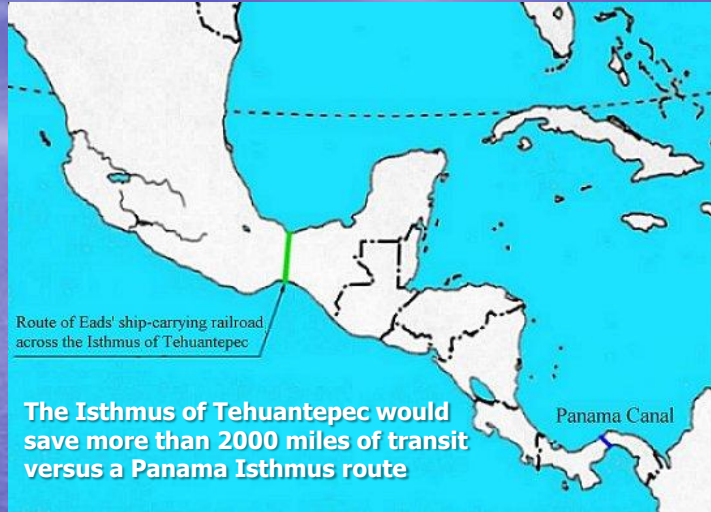 Route of Eads' ship-carrying railroad
across the Isthmus of Tehuantepec
The Isthmus of Tehuantepec would
save more than 2000 miles of transit
versus a Panama Isthmus route
Panama Canal